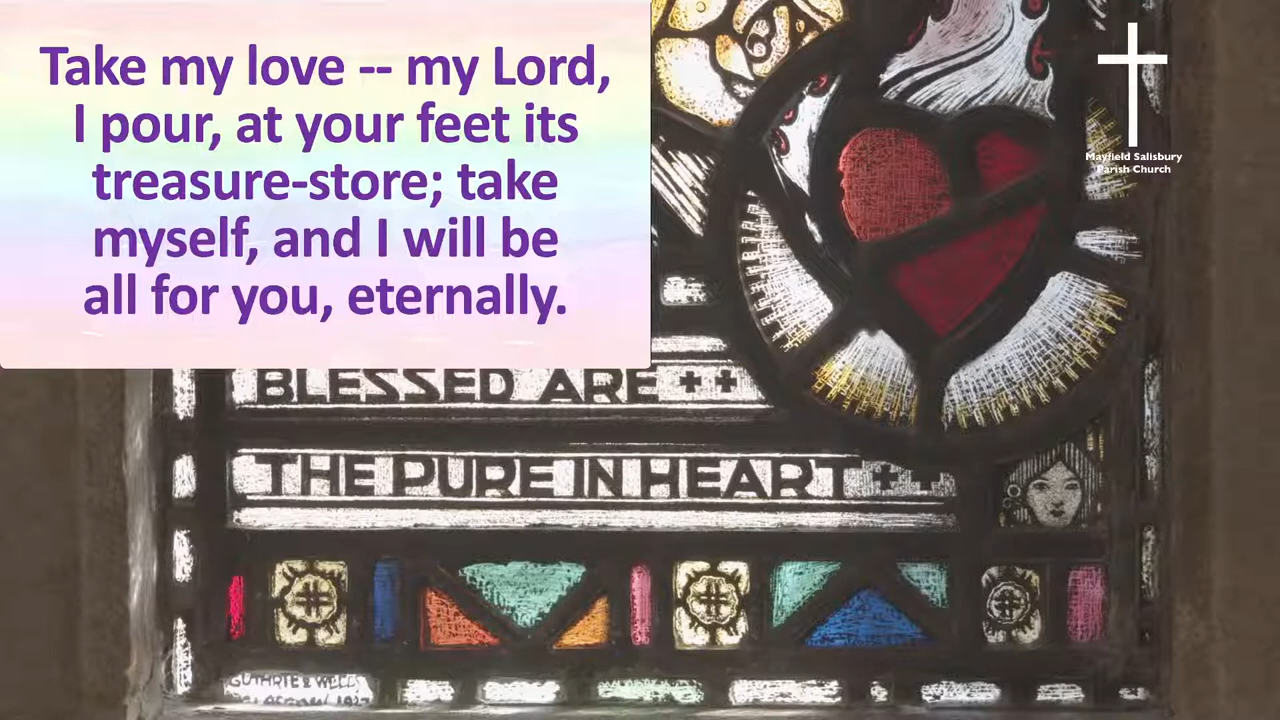 Take my love -- my Lord,
I pour, at your feet its
treasure-store; take
myself, and I will be
all for you, eternally.
Mayfield Salisbury
Parish Church
BLESSED ARE ++
THE PURE IN HEART ++
GUTHRIE & WELLS
GLASGOW